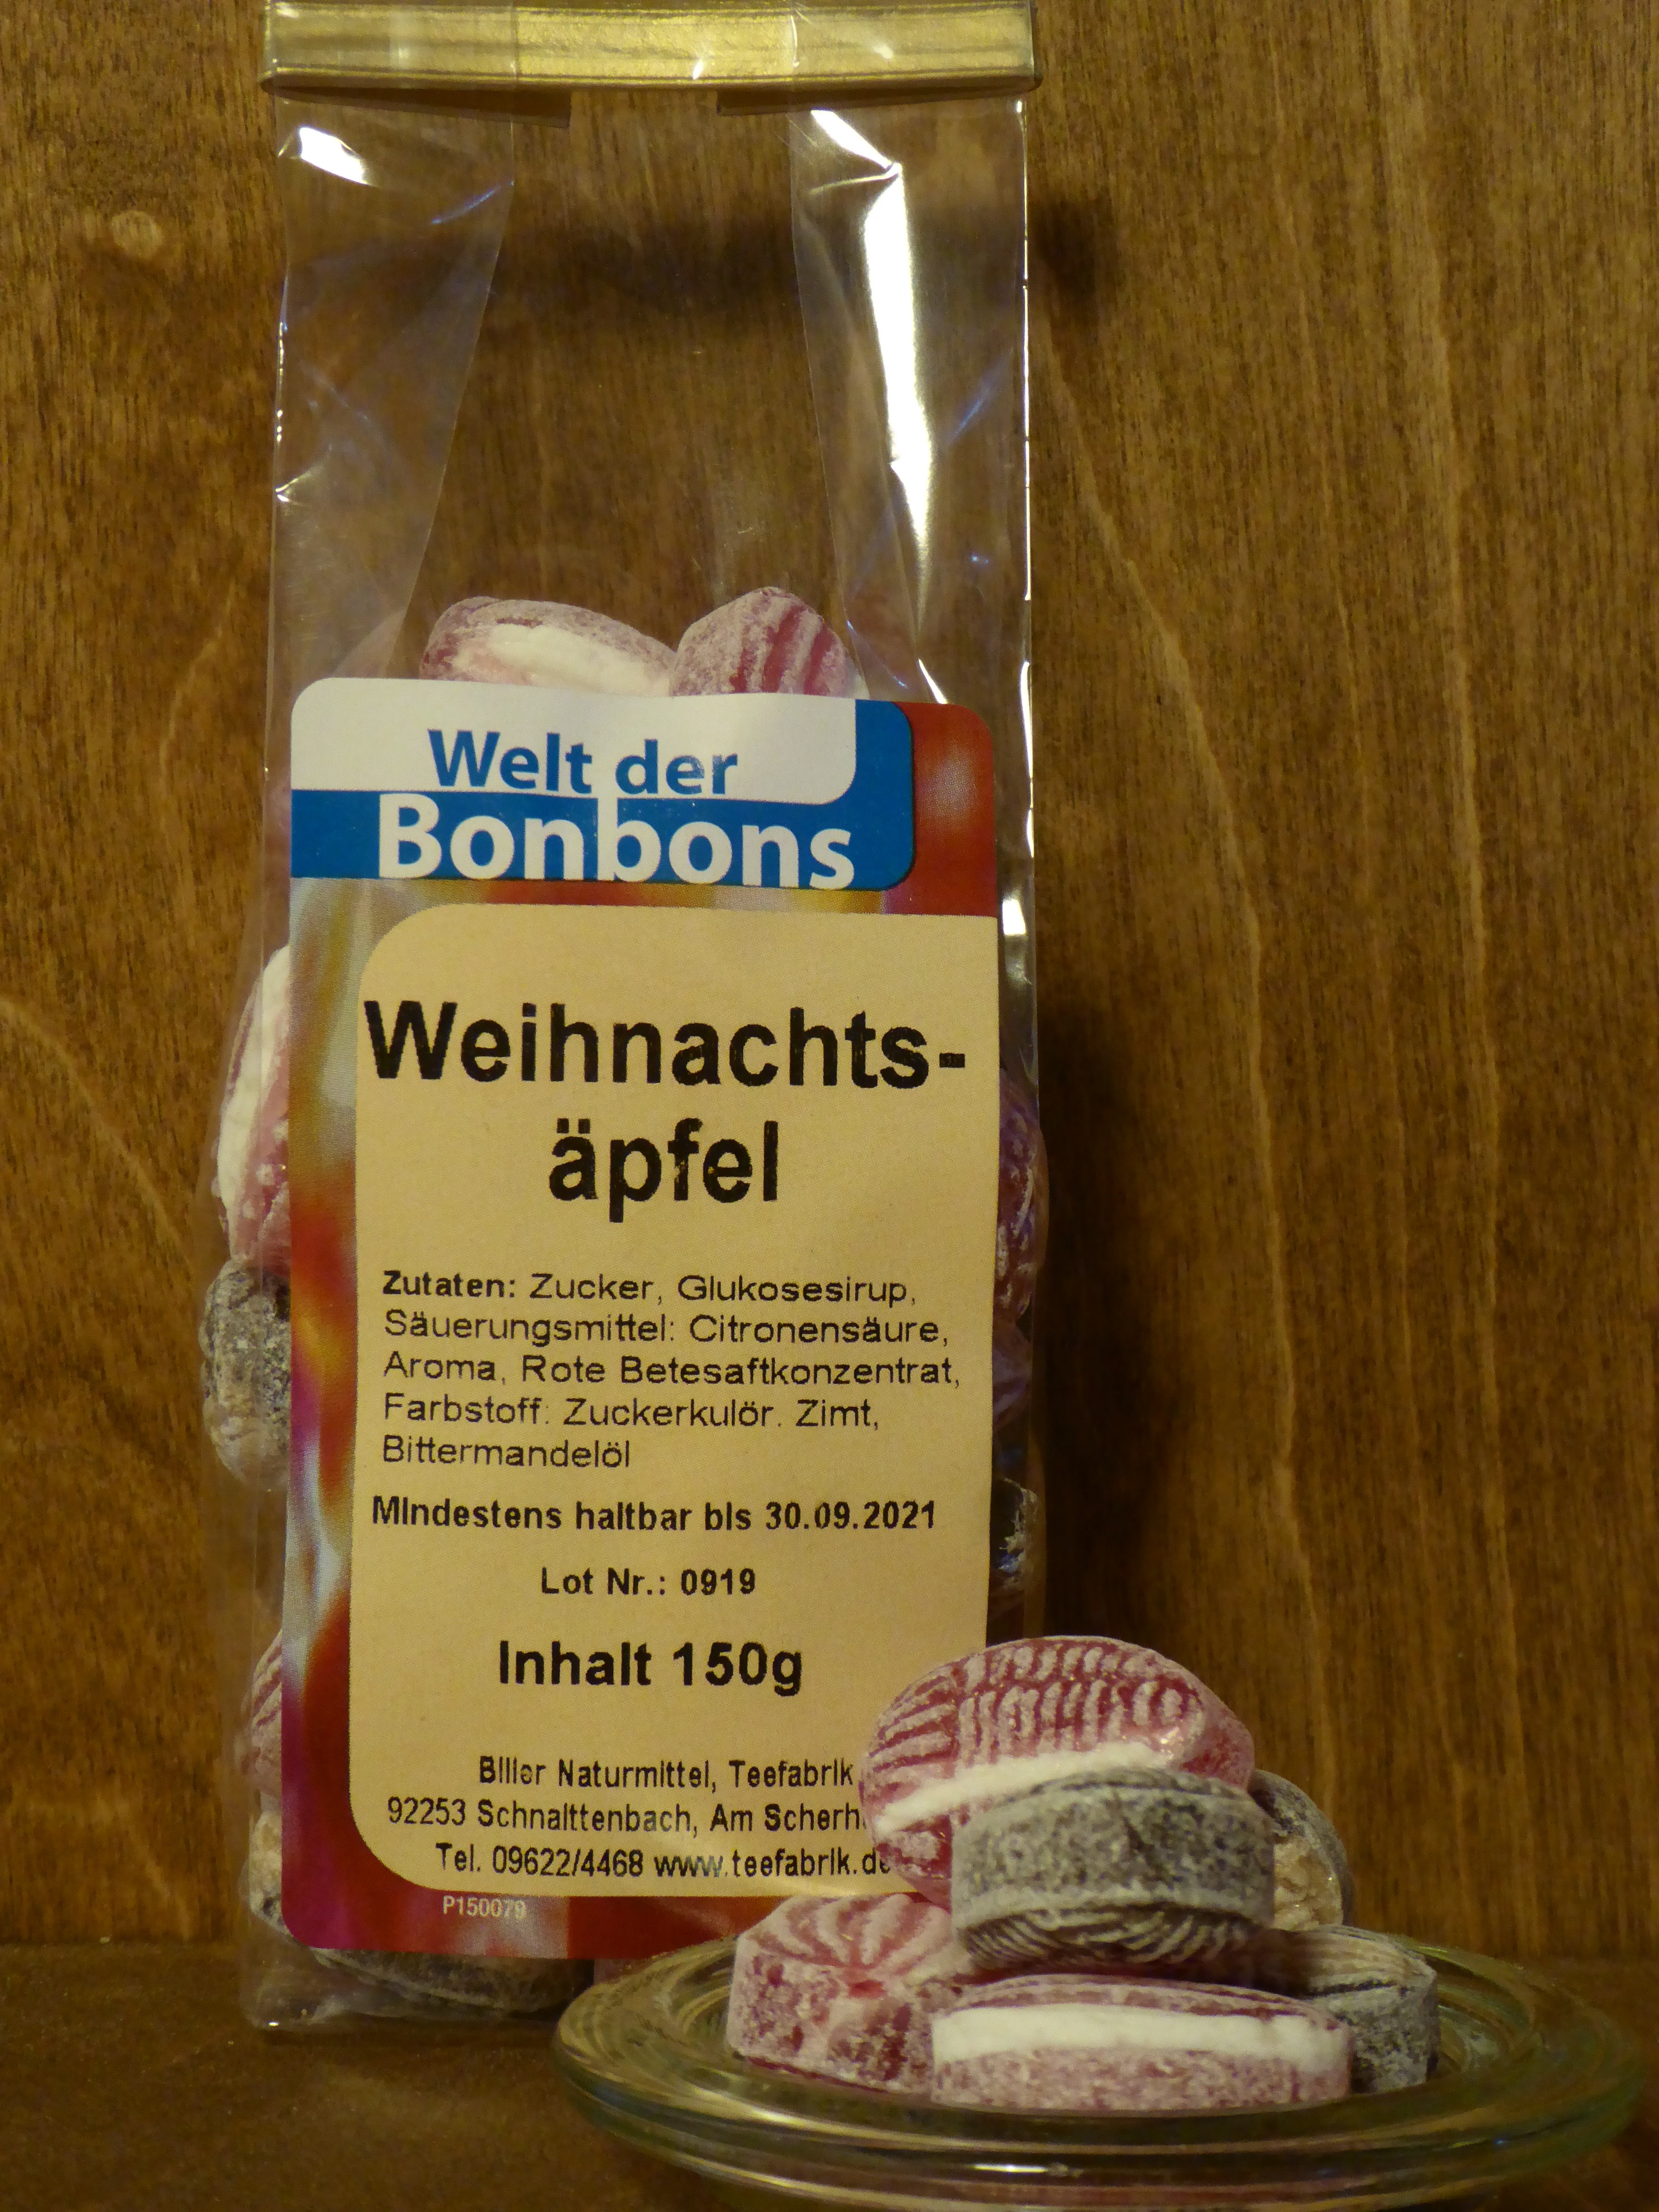 Welt der
Bonbons
Weihnachts-
äpfel
Zutaten: Zucker, Glukosesirup,
Säuerungsmittel: Citronensäure,
Aroma, Rote Betesaftkonzentrat,
Farbstoff: Zuckerkulör. Zimt,
Bittermandelöl
Mindestens haltbar bis 30.09.2021
Lot Nr.: 0919
Inhalt 150g
Biller Naturmittel, Teefabrik
92253 Schnaittenbach, Am
Tel. 09622/4468 www.teefabrik.de
P150079